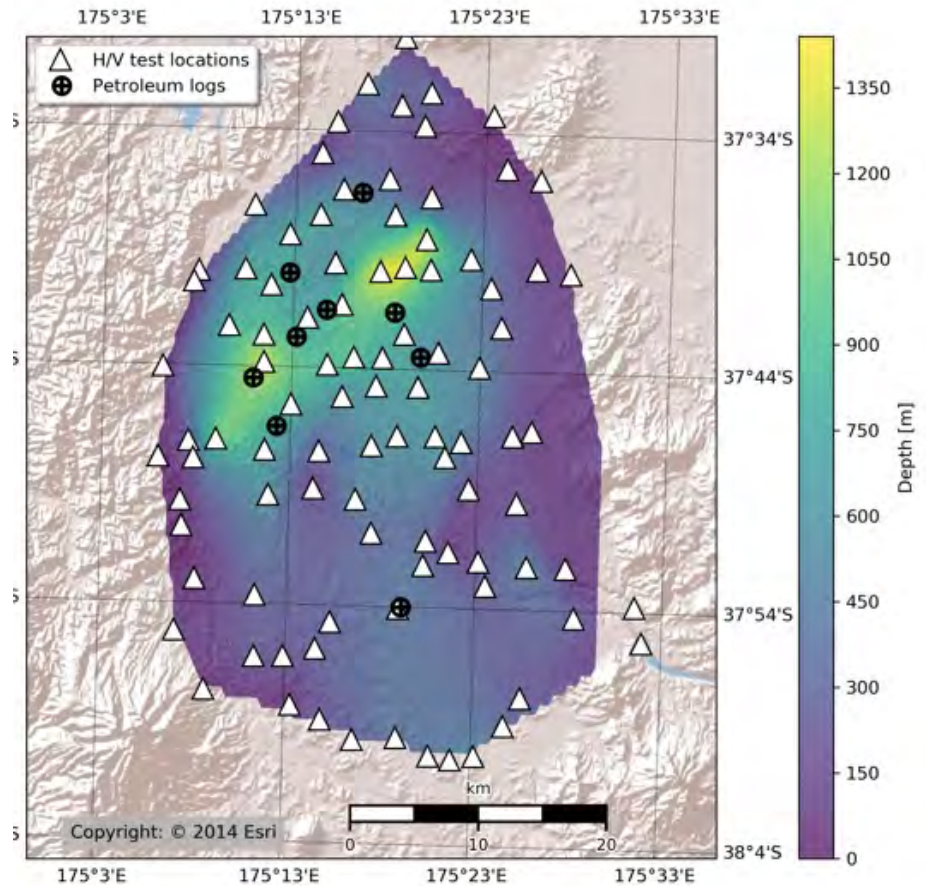 175°3'E 175°13'E 175°23'E 175°33'E
H/V test locations
Petroleum logs
37°34'S
37°44'S
37°54'S
38°4'S
1350
1200
1050
900
750
600
450
300
150
0
Depth [m]
km
0 10 20
Copyright: © 2014 Esri
175°3'E 175°13'E 175°23'E 175°33'E